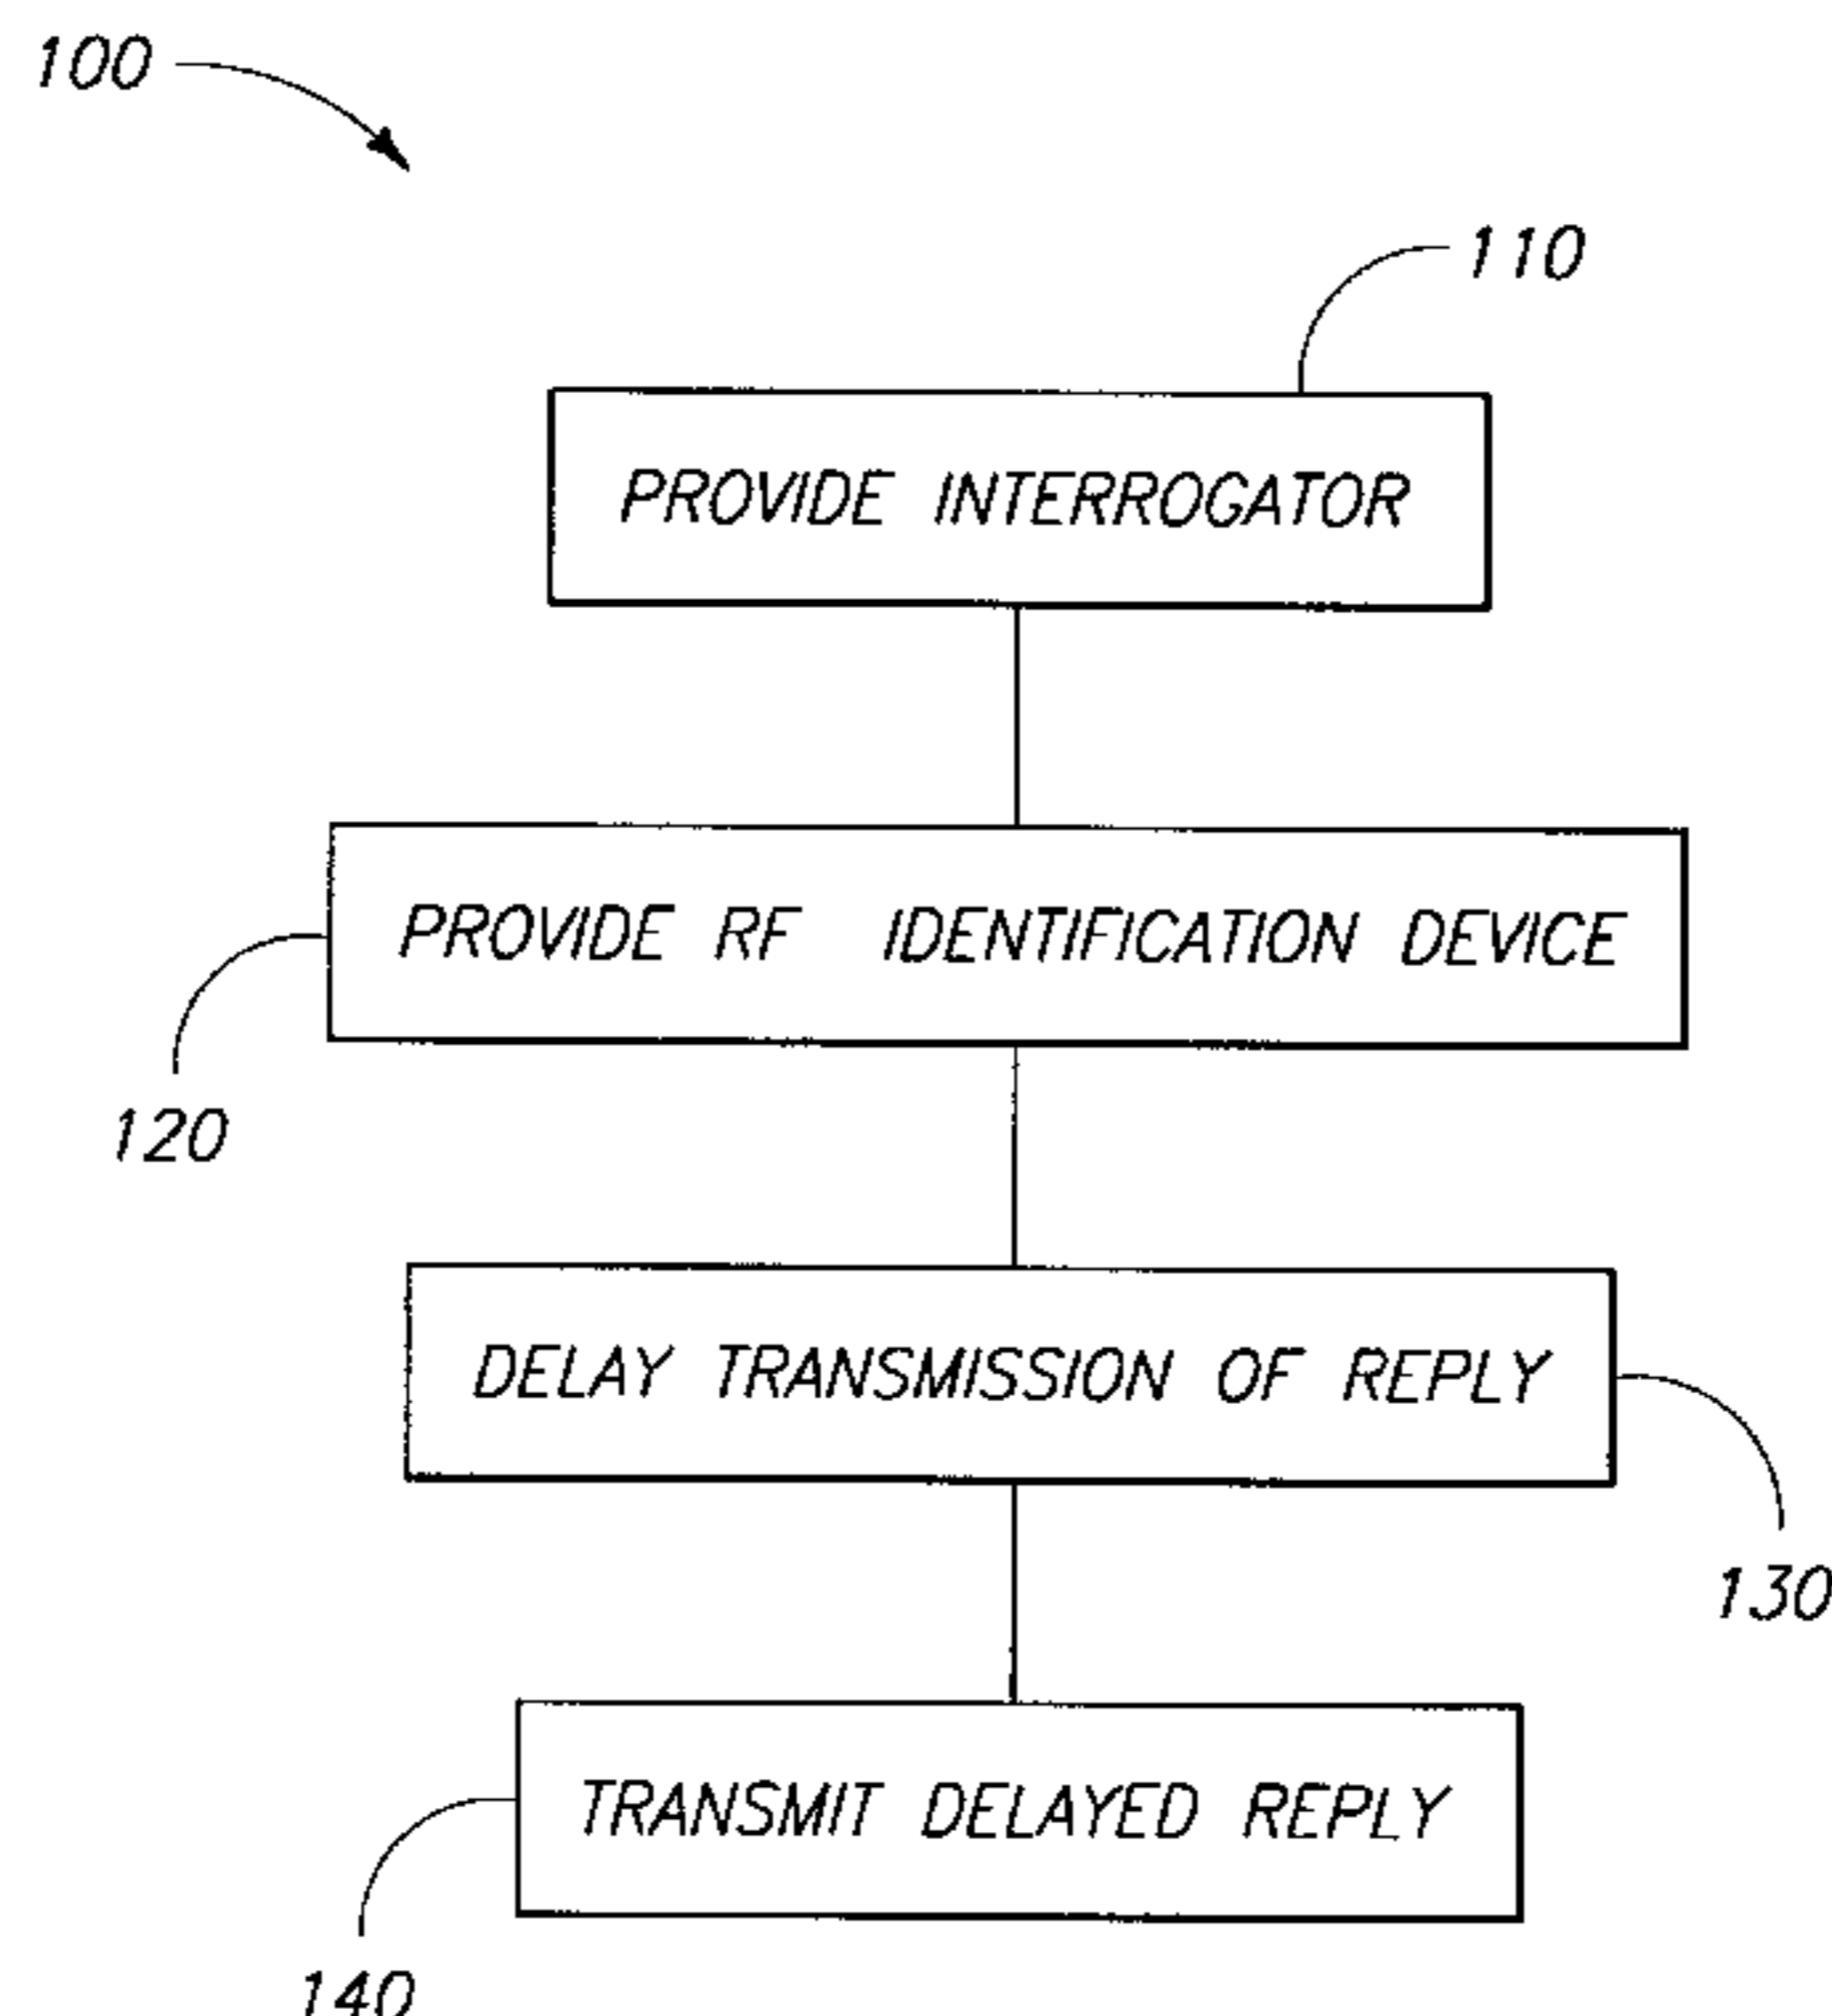 100
110
PROVIDE INTERROGATOR
PROVIDE RF IDENTIFICATION DEVICE
120
DELAY TRANSMISSION OF REPLY
130
TRANSMIT DELAYED REPLY
140